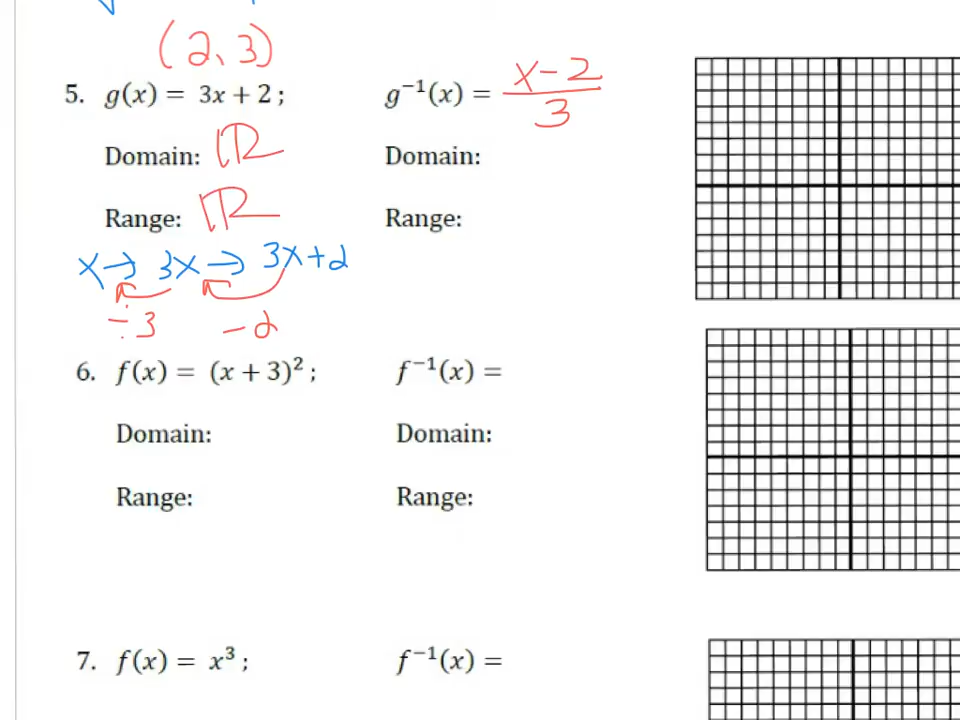 (2, 3)
5. g(x) = 3x + 2 ; g⁻¹(x) = (x − 2)/3
Domain: ℝ Domain:
Range: ℝ Range:
x → 3x → 3x+2
÷3 −2
6. f(x) = (x + 3)² ; f⁻¹(x) =
Domain: Domain:
Range: Range:
7. f(x) = x³ ; f⁻¹(x) =